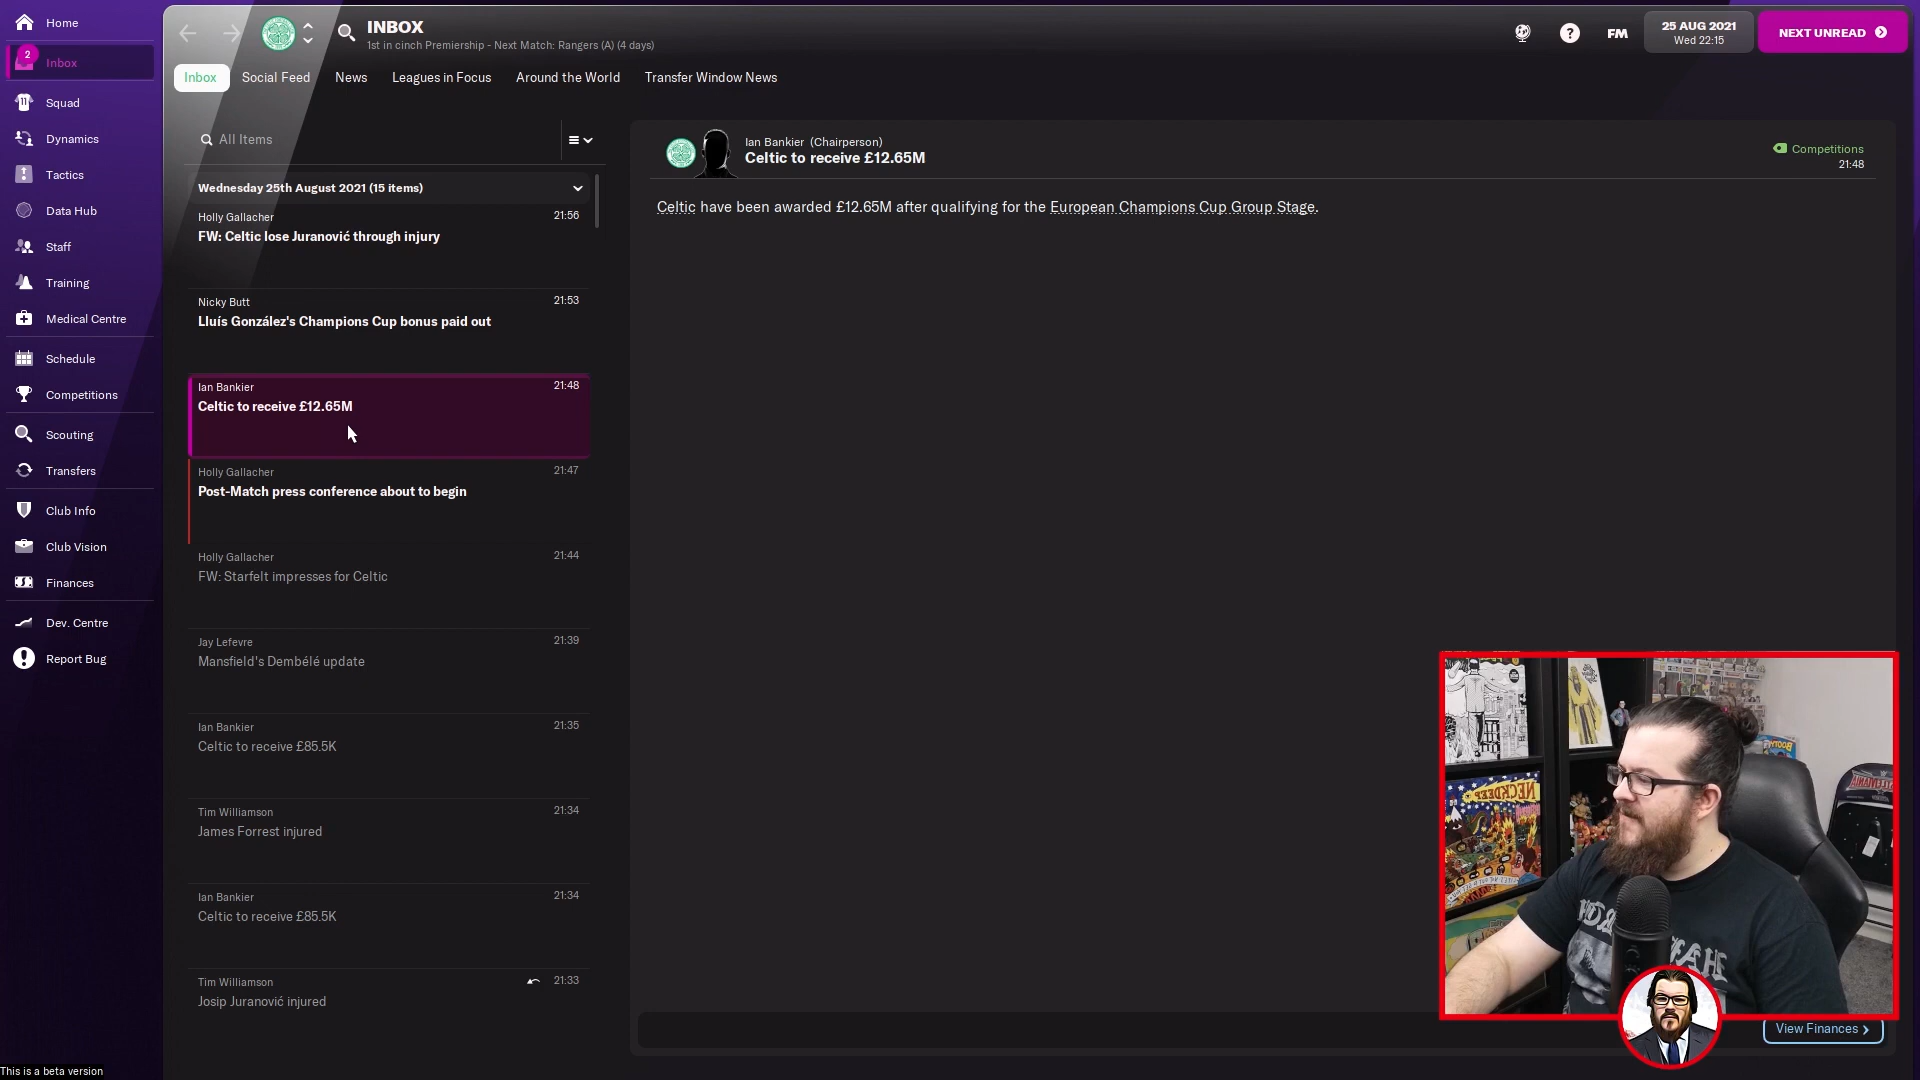 Home
2
Inbox
Squad
Dynamics
Tactics
Data Hub
Staff
Training
Medical Centre
Schedule
Competitions
Scouting
Transfers
Club Info
Club Vision
Finances
Dev. Centre
Report Bug
This is a beta version
INBOX
1st in cinch Premiership - Next Match: Rangers (A) (4 days)
?
FM
25 AUG 2021
Wed 22:15
NEXT UNREAD
Inbox
Social Feed
News
Leagues in Focus
Around the World
Transfer Window News
All Items
Wednesday 25th August 2021 (15 items)
Holly Gallacher 21:56
FW: Celtic lose Juranović through injury
Nicky Butt 21:53
Lluís González's Champions Cup bonus paid out
Ian Bankier 21:48
Celtic to receive £12.65M
Holly Gallacher 21:47
Post-Match press conference about to begin
Holly Gallacher 21:44
FW: Starfelt impresses for Celtic
Jay Lefevre 21:39
Mansfield's Dembélé update
Ian Bankier 21:35
Celtic to receive £85.5K
Tim Williamson 21:34
James Forrest injured
Ian Bankier 21:34
Celtic to receive £85.5K
Tim Williamson 21:33
Josip Juranović injured
Ian Bankier (Chairperson)
Celtic to receive £12.65M
Competitions
21:48
Celtic have been awarded £12.65M after qualifying for the European Champions Cup Group Stage.
NECKDEEP
View Finances